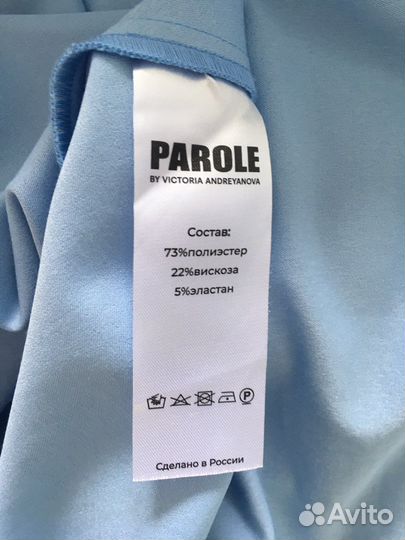 PAROLE
BY VICTORIA ANDREYANOVA
Состав:
73%полиэстер
22%вискоза
5%эластан
P
Сделано в России
Avito